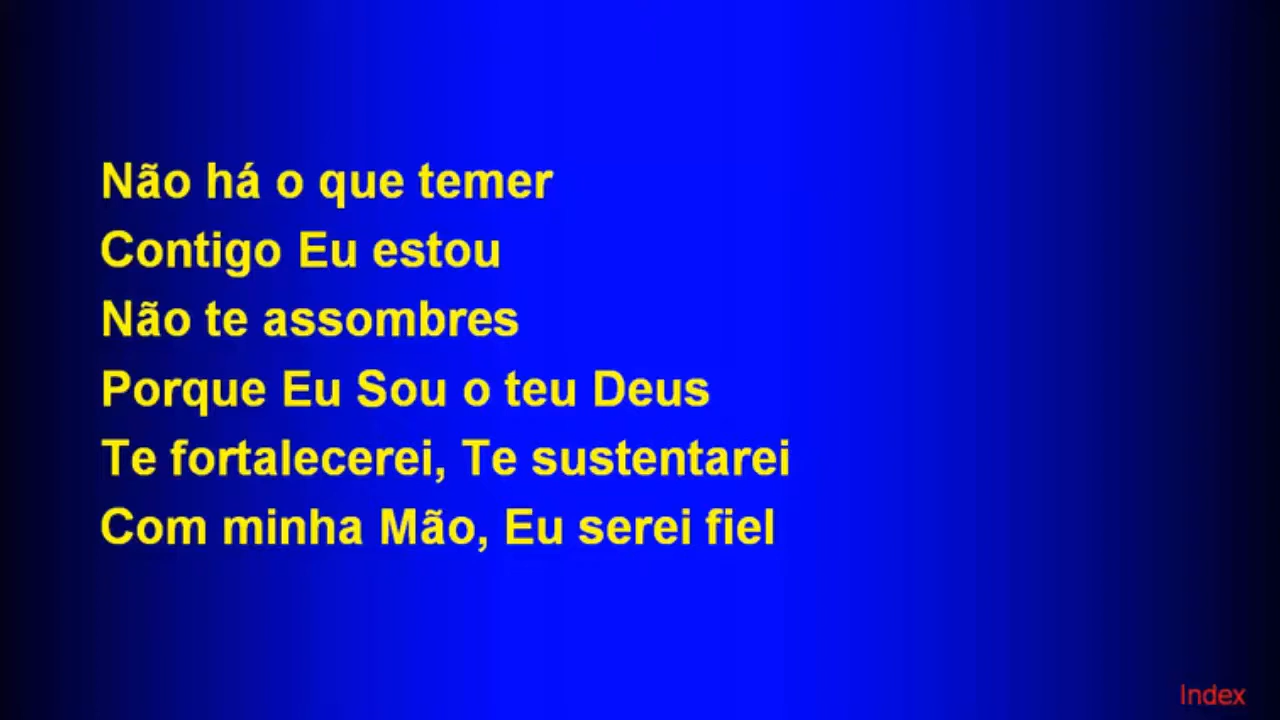 Não há o que temer
Contigo Eu estou
Não te assombres
Porque Eu Sou o teu Deus
Te fortalecerei, Te sustentarei
Com minha Mão, Eu serei fiel
Index